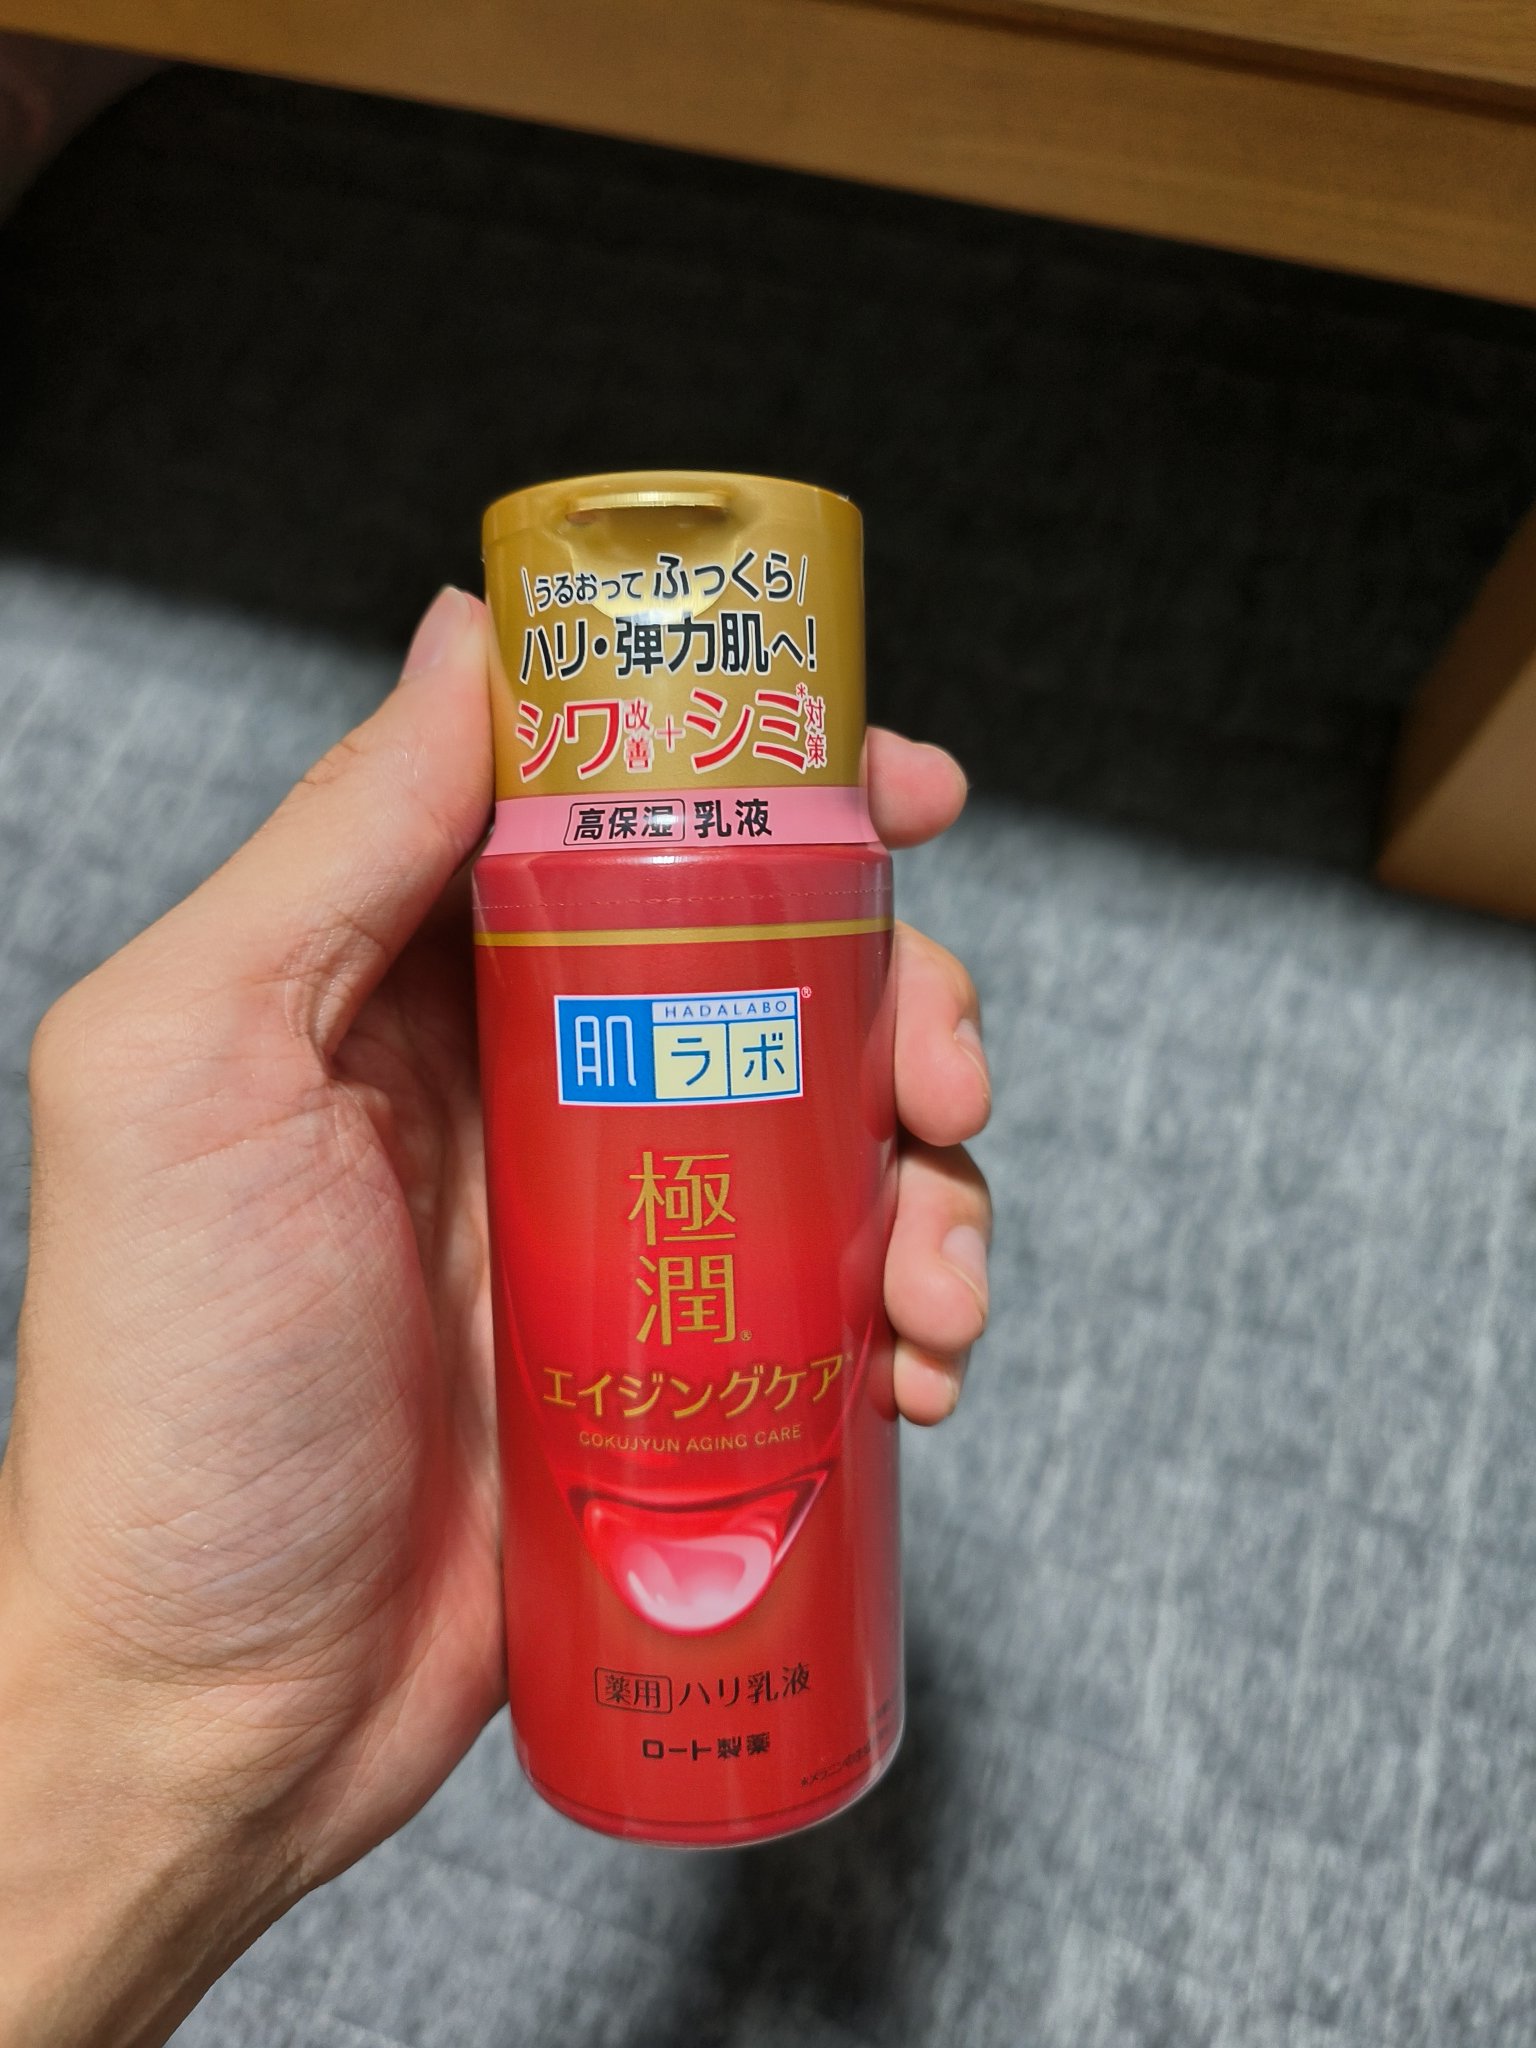 \うるおって ふっくら/
ハリ・弾力肌へ!
シワ改善+シミ*対策
高保湿 乳液
肌ラボ®
HADALABO
極潤®
エイジングケア
GOKUJYUN AGING CARE
薬用 ハリ乳液
ロート製薬